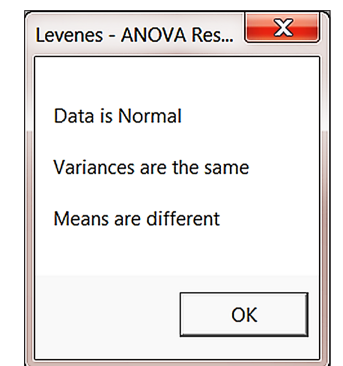 Levenes - ANOVA Res...
Data is Normal
Variances are the same
Means are different
OK